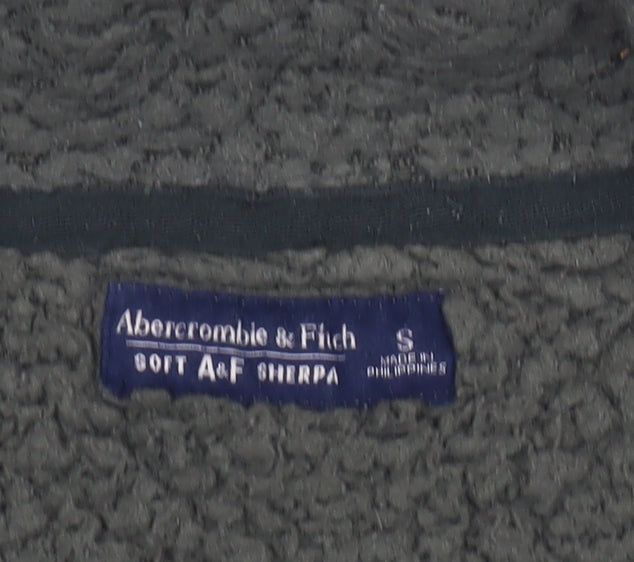 Abercrombie & Fitch
SOFT A&F SHERPA
S
MADE IN
PHILIPPINES